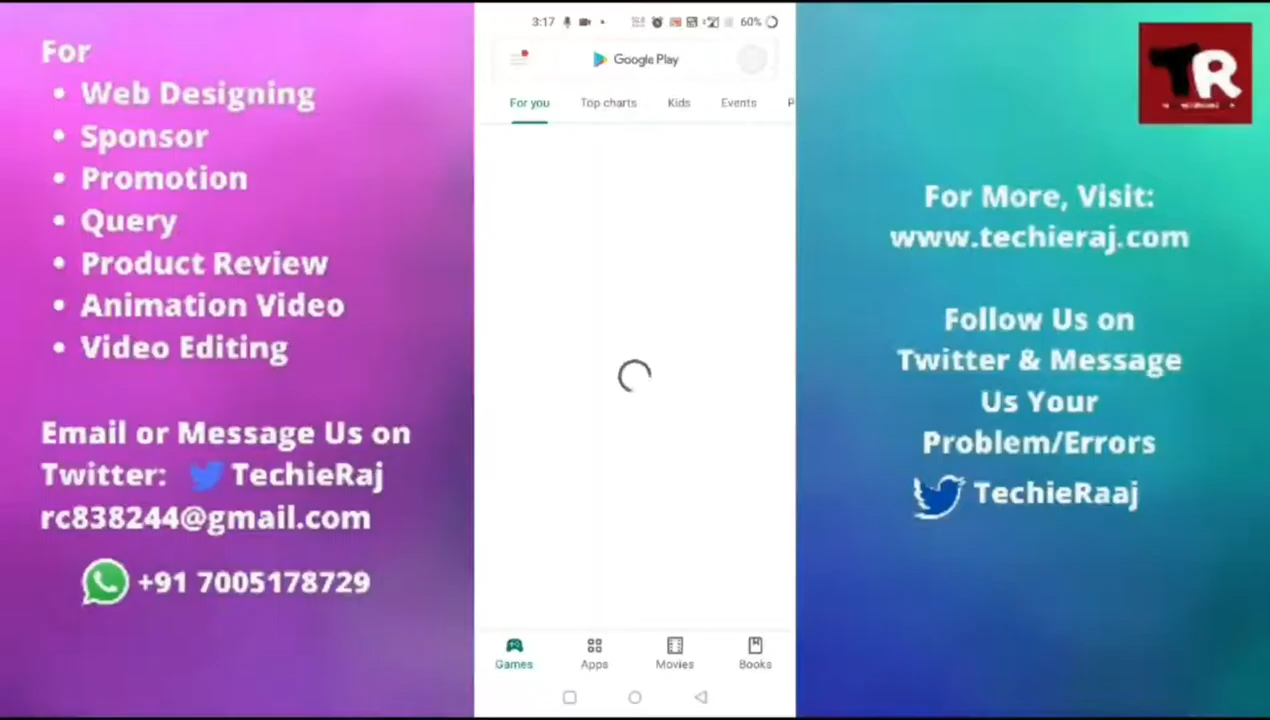 For
• Web Designing
• Sponsor
• Promotion
• Query
• Product Review
• Animation Video
• Video Editing
Email or Message Us on
Twitter: TechieRaj
rc838244@gmail.com
+91 7005178729
3:17
60%
Google Play
For you Top charts Kids Events P
Games Apps Movies Books
TR
For More, Visit:
www.techieraj.com
Follow Us on
Twitter & Message
Us Your
Problem/Errors
TechieRaaj